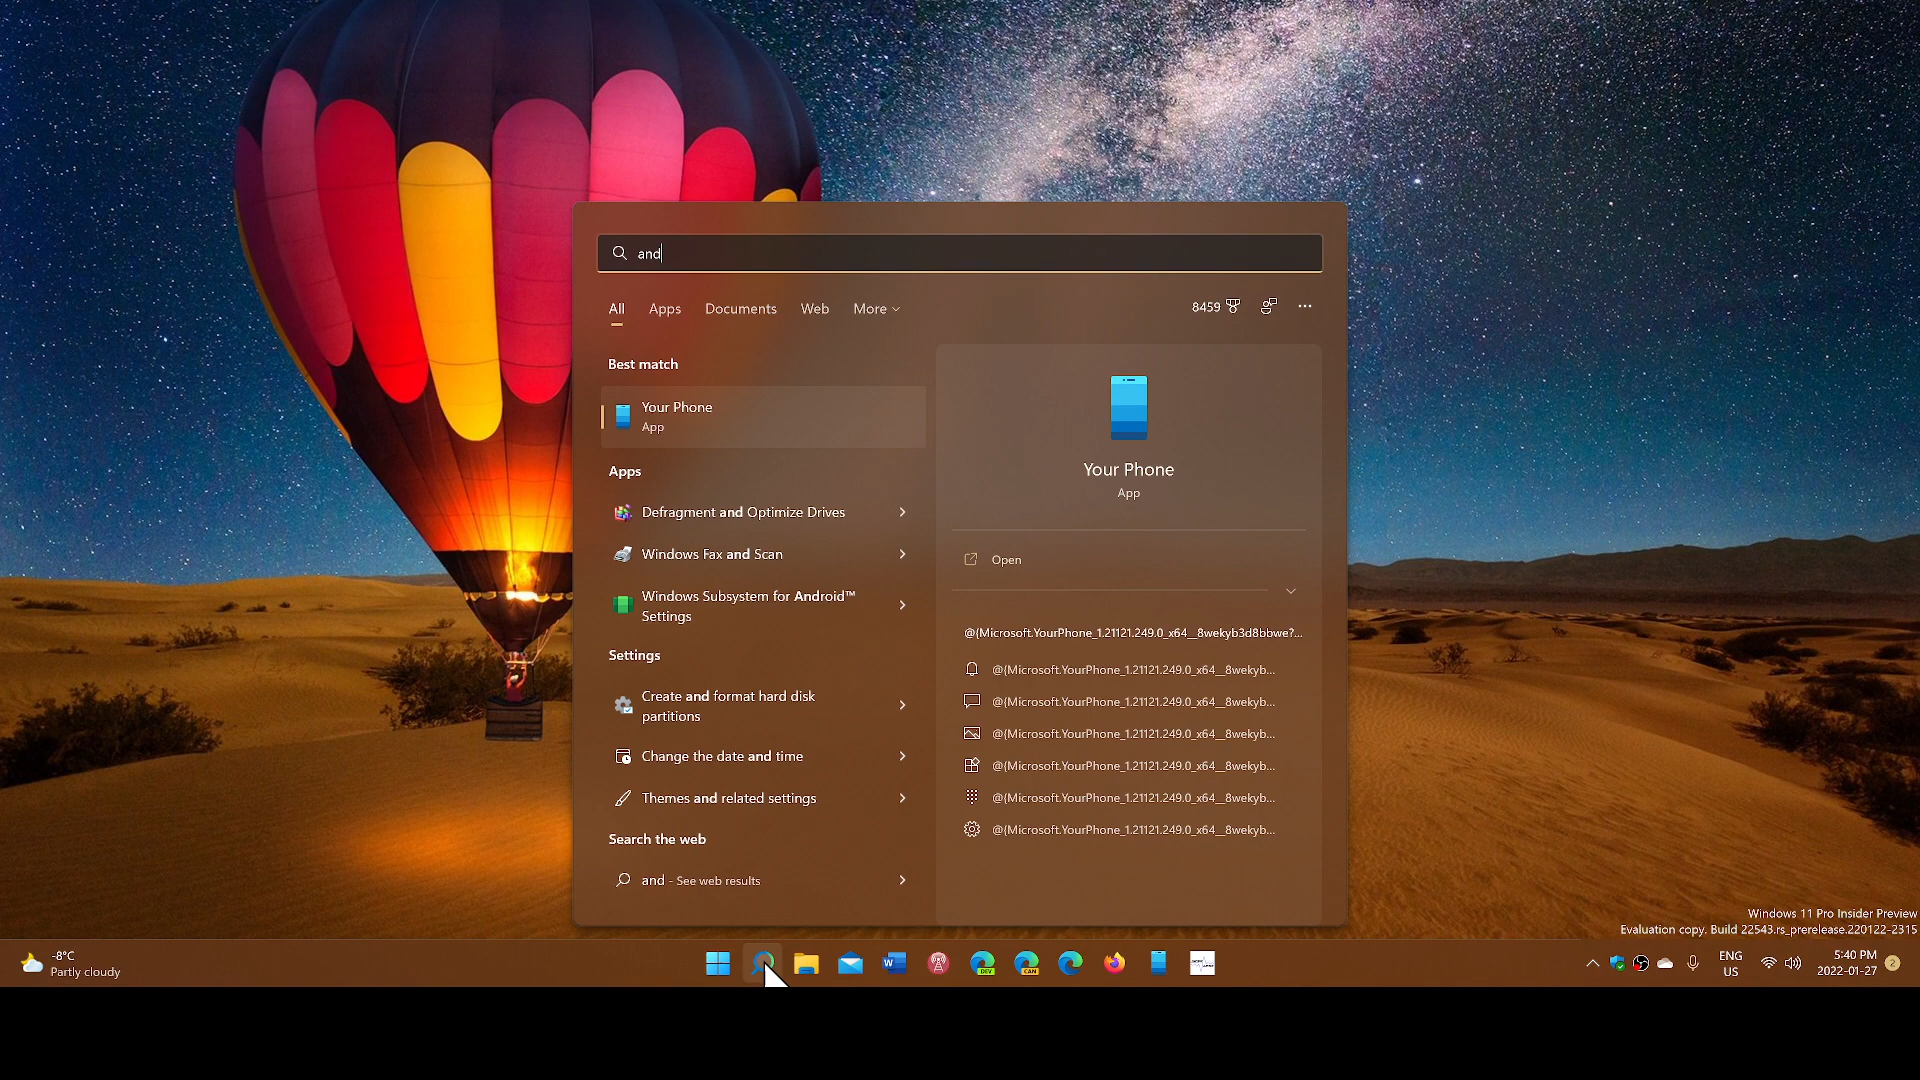 and
All Apps Documents Web More
8459
Best match
Your Phone
App
Apps
Defragment and Optimize Drives
Windows Fax and Scan
Windows Subsystem for Android™
Settings
Settings
Create and format hard disk
partitions
Change the date and time
Themes and related settings
Search the web
and - See web results
Your Phone
App
Open
@{Microsoft.YourPhone_1.21121.249.0_x64__8wekyb3d8bbwe?...
@{Microsoft.YourPhone_1.21121.249.0_x64__8wekyb...
@{Microsoft.YourPhone_1.21121.249.0_x64__8wekyb...
@{Microsoft.YourPhone_1.21121.249.0_x64__8wekyb...
@{Microsoft.YourPhone_1.21121.249.0_x64__8wekyb...
@{Microsoft.YourPhone_1.21121.249.0_x64__8wekyb...
@{Microsoft.YourPhone_1.21121.249.0_x64__8wekyb...
Windows 11 Pro Insider Preview
Evaluation copy. Build 22543.rs_prerelease.220122-2315
-8°C
Partly cloudy
W
DEV
CAN
ENG
US
5:40 PM
2022-01-27
2